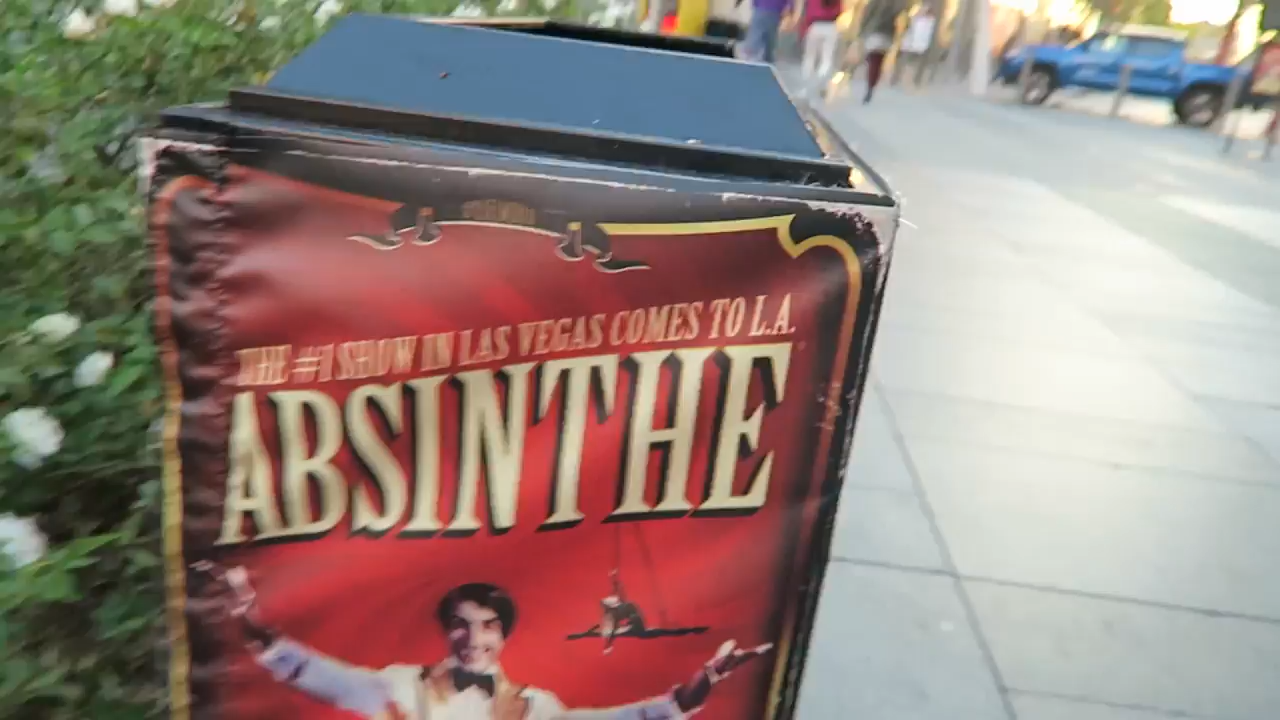 THE #1 SHOW IN LAS VEGAS COMES TO L.A.
ABSINTHE